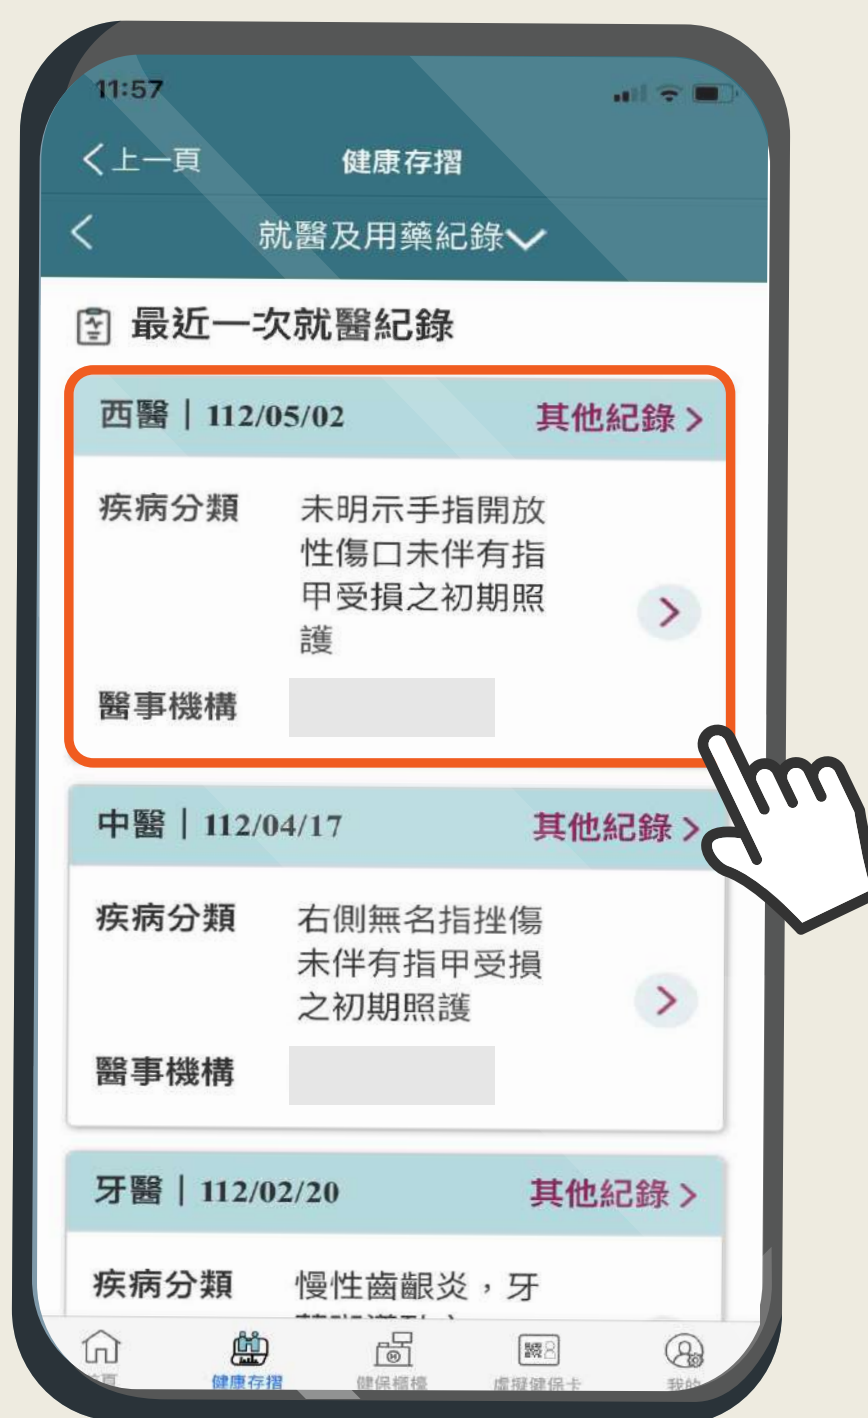 11:57
上一頁 健康存摺
就醫及用藥紀錄
最近一次就醫紀錄
西醫｜112/05/02 其他紀錄
疾病分類 未明示手指開放
性傷口未伴有指
甲受損之初期照
護
醫事機構
中醫｜112/04/17 其他紀錄
疾病分類 右側無名指挫傷
未伴有指甲受損
之初期照護
醫事機構
牙醫｜112/02/20 其他紀錄
疾病分類 慢性齒齦炎，牙
健康存摺 健保櫃檯 虛擬健保卡 我的